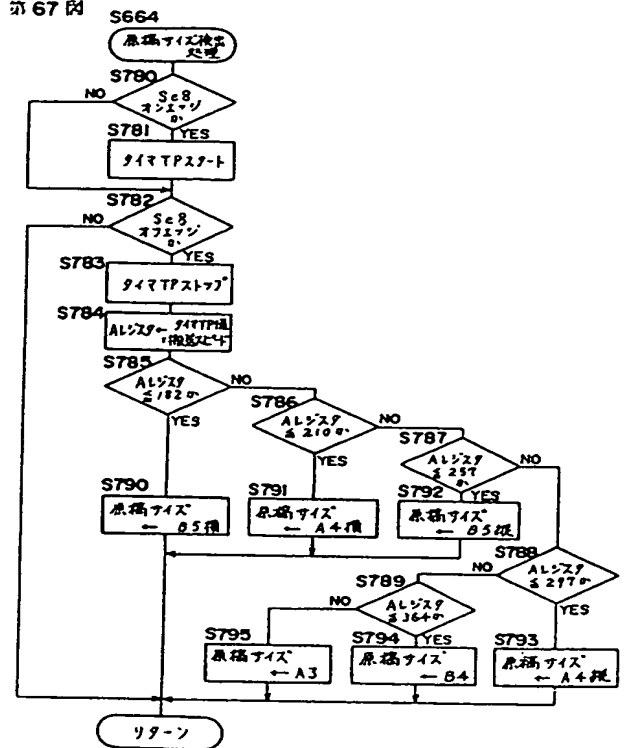 第67図
S664
原稿サイズ検出
処理
S780
Se8
オンエッジ
か
NO
YES
S781
タイマTPスタート
S782
Se8
オフエッジ
か
NO
YES
S783
タイマTPストップ
S784
Aレジスタ← タイマTP値
*搬送スピード
S785
Aレジスタ
≦182か
NO
YES
S786
Aレジスタ
≦210か
NO
YES
S787
Aレジスタ
≦257か
NO
YES
S790
原稿サイズ
← B5横
S791
原稿サイズ
← A4横
S792
原稿サイズ
← B5縦
S788
Aレジスタ
≦297か
NO
YES
S789
Aレジスタ
≦364か
NO
YES
S795
原稿サイズ
← A3
S794
原稿サイズ
← B4
S793
原稿サイズ
← A4縦
リターン